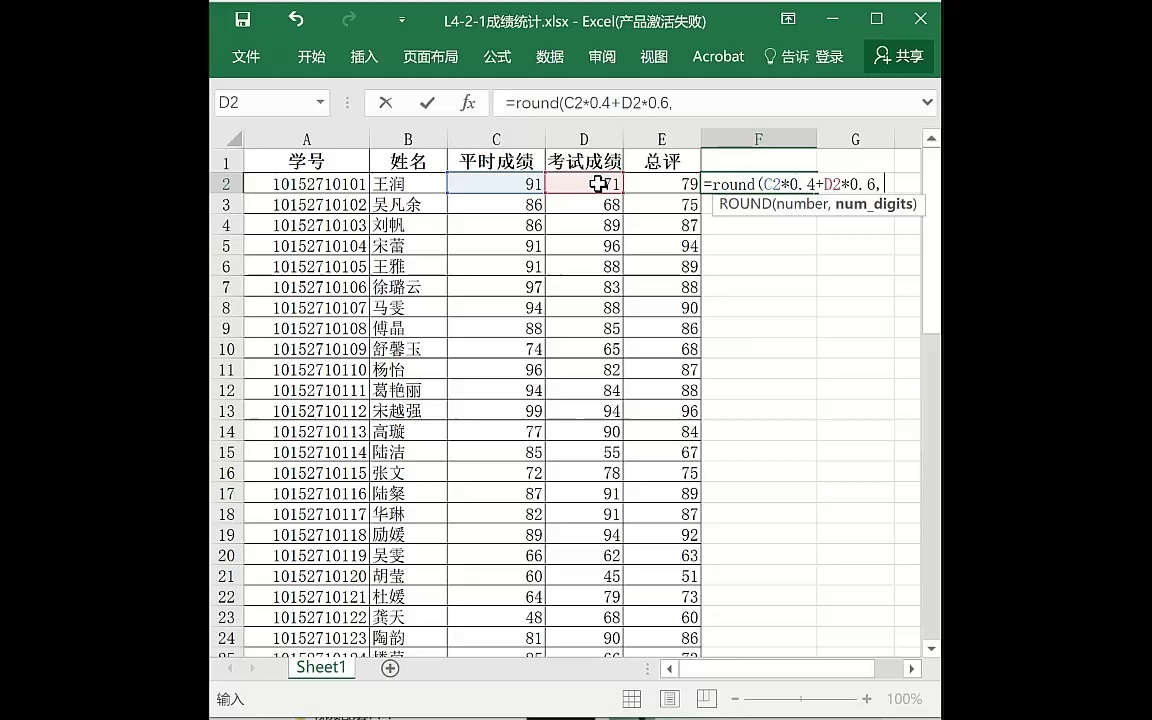 L4-2-1成绩统计.xlsx - Excel(产品激活失败)
文件 开始 插入 页面布局 公式 数据 审阅 视图 Acrobat 告诉 登录 共享
D2 fx =round(C2*0.4+D2*0.6,
A B C D E F G
1 学号 姓名 平时成绩 考试成绩 总评
2 10152710101 王润 91 71 79 =round(C2*0.4+D2*0.6,
ROUND(number, num_digits)
3 10152710102 吴凡余 86 68 75
4 10152710103 刘帆 86 89 87
5 10152710104 宋蕾 91 96 94
6 10152710105 王雅 91 88 89
7 10152710106 徐璐云 97 83 88
8 10152710107 马雯 94 88 90
9 10152710108 傅晶 88 85 86
10 10152710109 舒馨玉 74 65 68
11 10152710110 杨怡 96 82 87
12 10152710111 葛艳丽 94 84 88
13 10152710112 宋越强 99 94 96
14 10152710113 高璇 77 90 84
15 10152710114 陆洁 85 55 67
16 10152710115 张文 72 78 75
17 10152710116 陆粲 87 91 89
18 10152710117 华琳 82 91 87
19 10152710118 励媛 89 94 92
20 10152710119 吴雯 66 62 63
21 10152710120 胡莹 60 45 51
22 10152710121 杜媛 64 79 73
23 10152710122 龚天 48 68 60
24 10152710123 陶韵 81 90 86
Sheet1
输入 100%